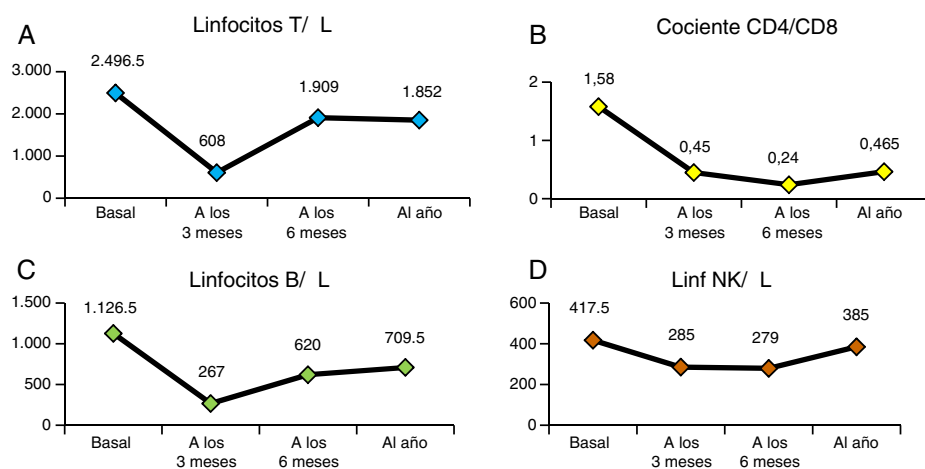 A
Linfocitos T/ L
2.496.5
3.000
2.000
1.000
0
608
1.909
1.852
Basal
A los
3 meses
A los
6 meses
Al año
B
Cociente CD4/CD8
1,58
2
1
0
0,45
0,24
0,465
Basal
A los
3 meses
A los
6 meses
Al año
C
Linfocitos B/ L
1.126.5
1.500
1.000
500
0
267
620
709.5
Basal
A los
3 meses
A los
6 meses
Al año
D
Linf NK/ L
417.5
600
400
200
0
285
279
385
Basal
A los
3 meses
A los
6 meses
Al año